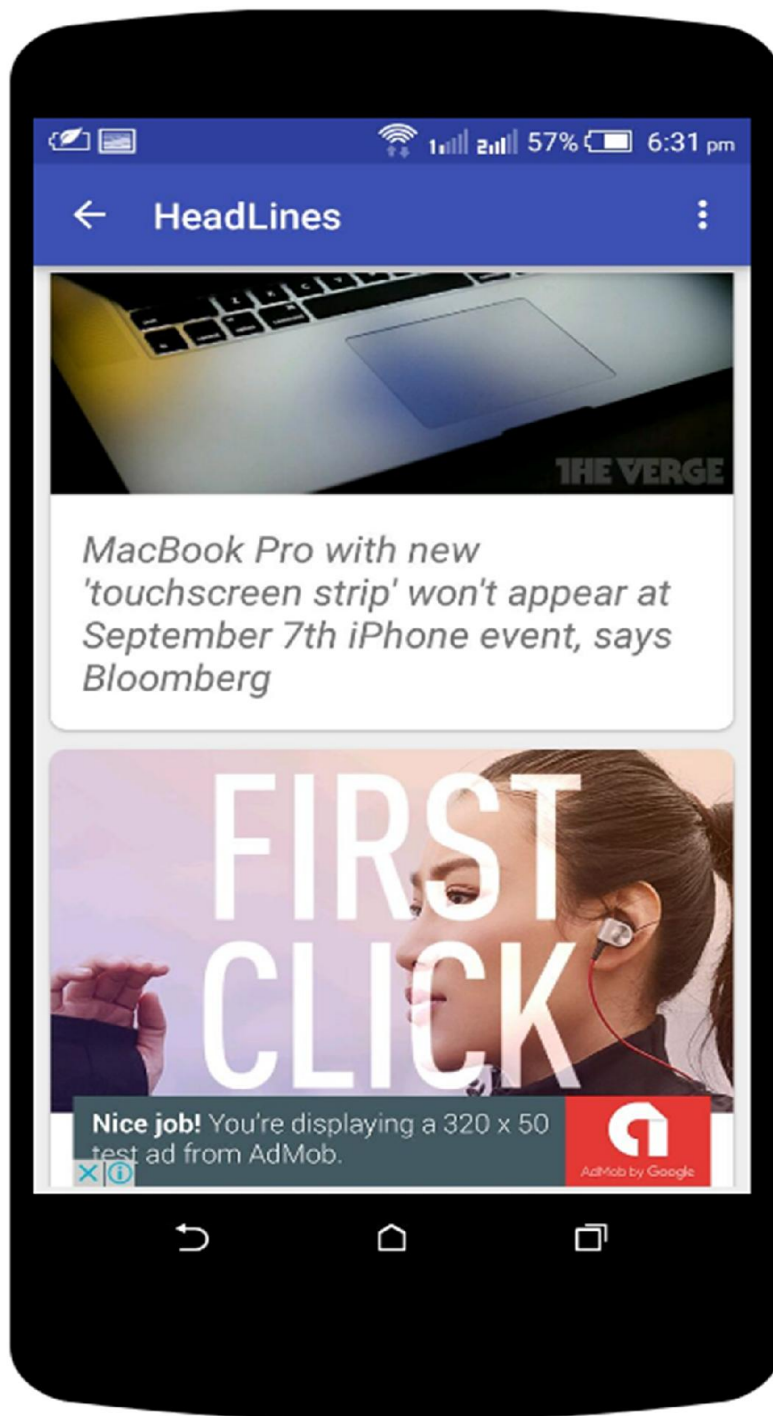 1 2 57% 6:31 pm
HeadLines
THE VERGE
MacBook Pro with new
'touchscreen strip' won't appear at
September 7th iPhone event, says
Bloomberg
FIRST
CLICK
Nice job! You're displaying a 320 x 50
test ad from AdMob.
AdMob by Google